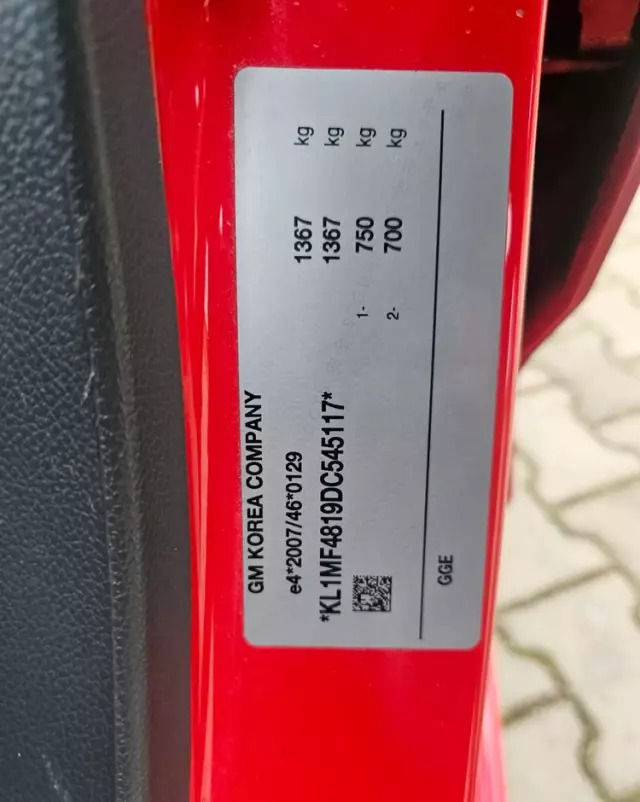 GM KOREA COMPANY
e4*2007/46*0129
*KL1MF4819DC545117*
1367 kg
1367 kg
1- 750 kg
2- 700 kg
GGE